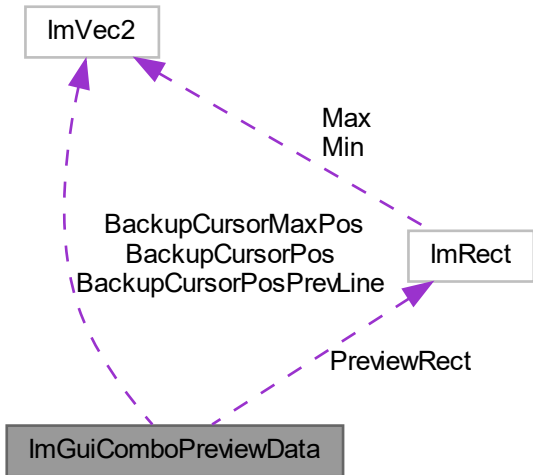 ImVec2
Max
Min
BackupCursorMaxPos
BackupCursorPos
BackupCursorPosPrevLine
ImRect
PreviewRect
ImGuiComboPreviewData